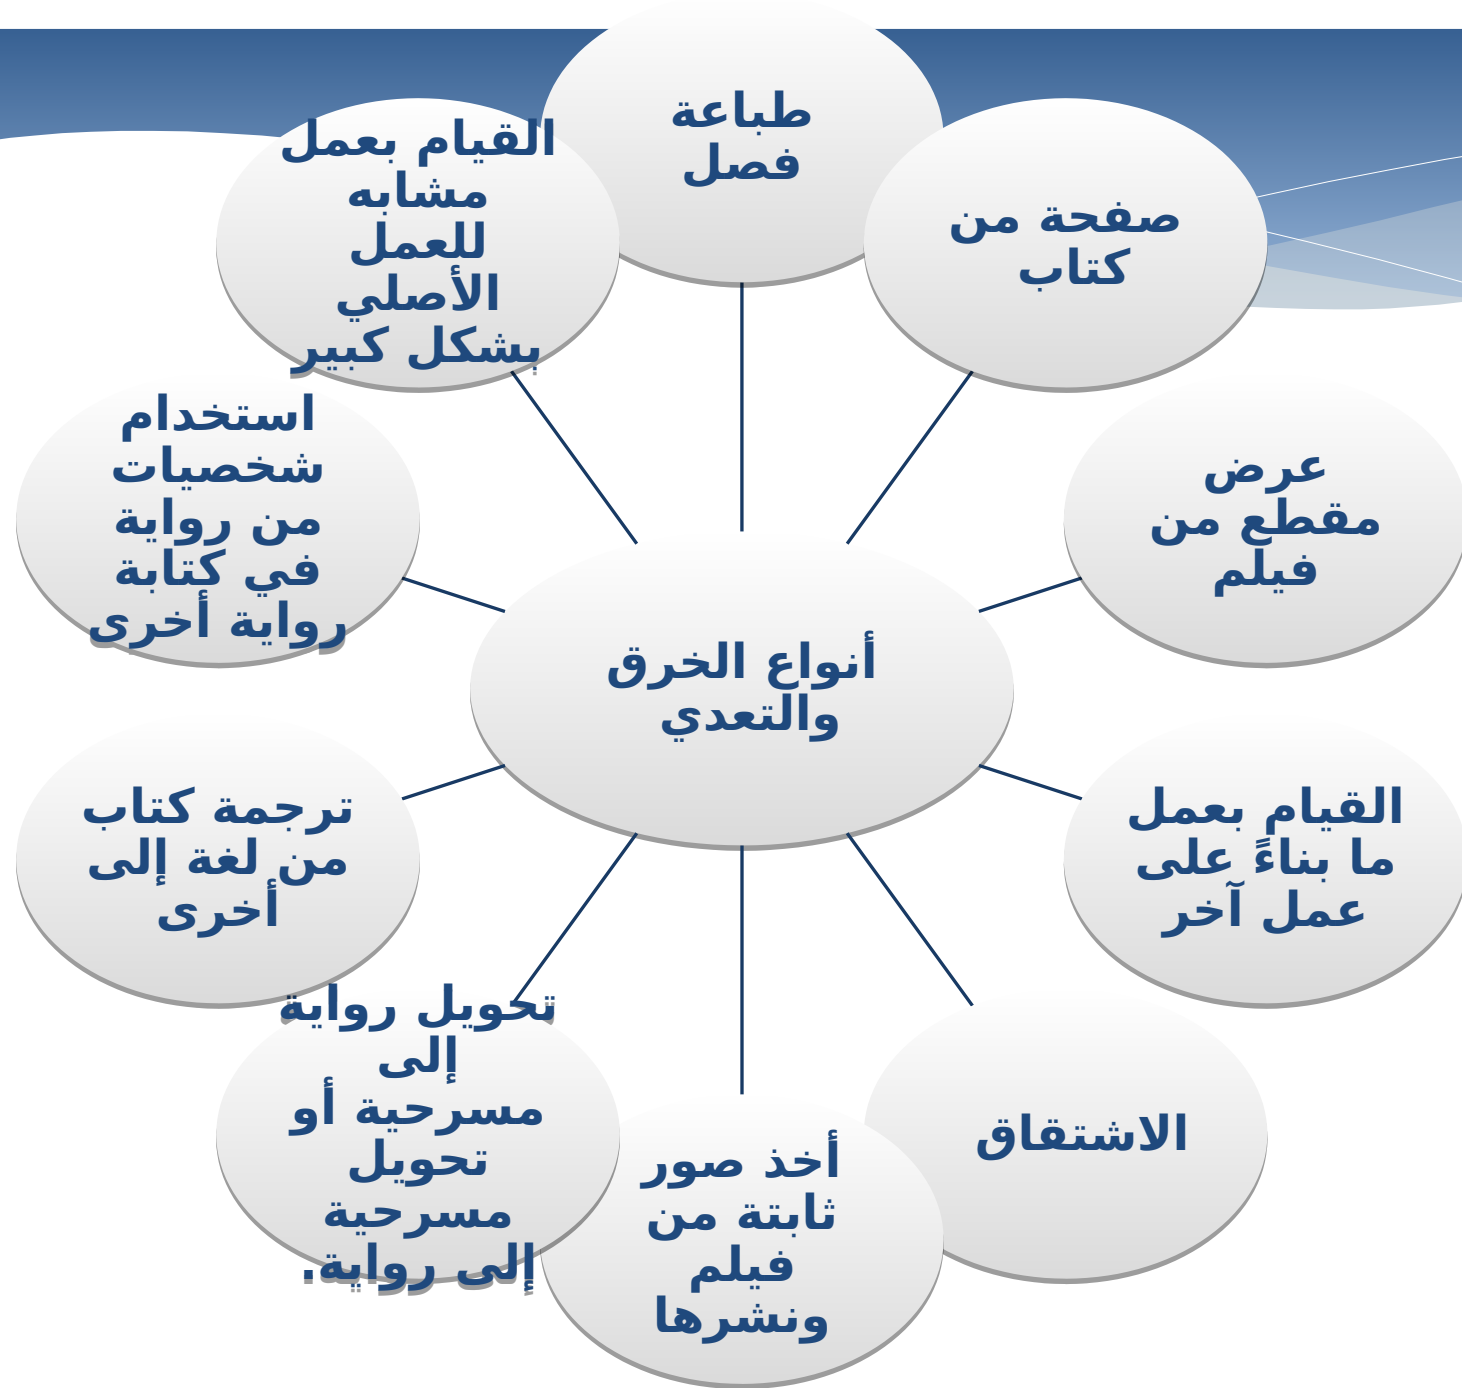 طباعة
فصل
صفحة من
كتاب
عرض
مقطع من
فيلم
القيام بعمل
ما بناءً على
عمل آخر
الاشتقاق
أخذ صور
ثابتة من
فيلم
ونشرها
تحويل رواية
إلى
مسرحية أو
تحويل
مسرحية
إلى رواية.
ترجمة كتاب
من لغة إلى
أخرى
استخدام
شخصيات
من رواية
في كتابة
رواية أخرى
القيام بعمل
مشابه
للعمل
الأصلي
بشكل كبير
أنواع الخرق
والتعدي